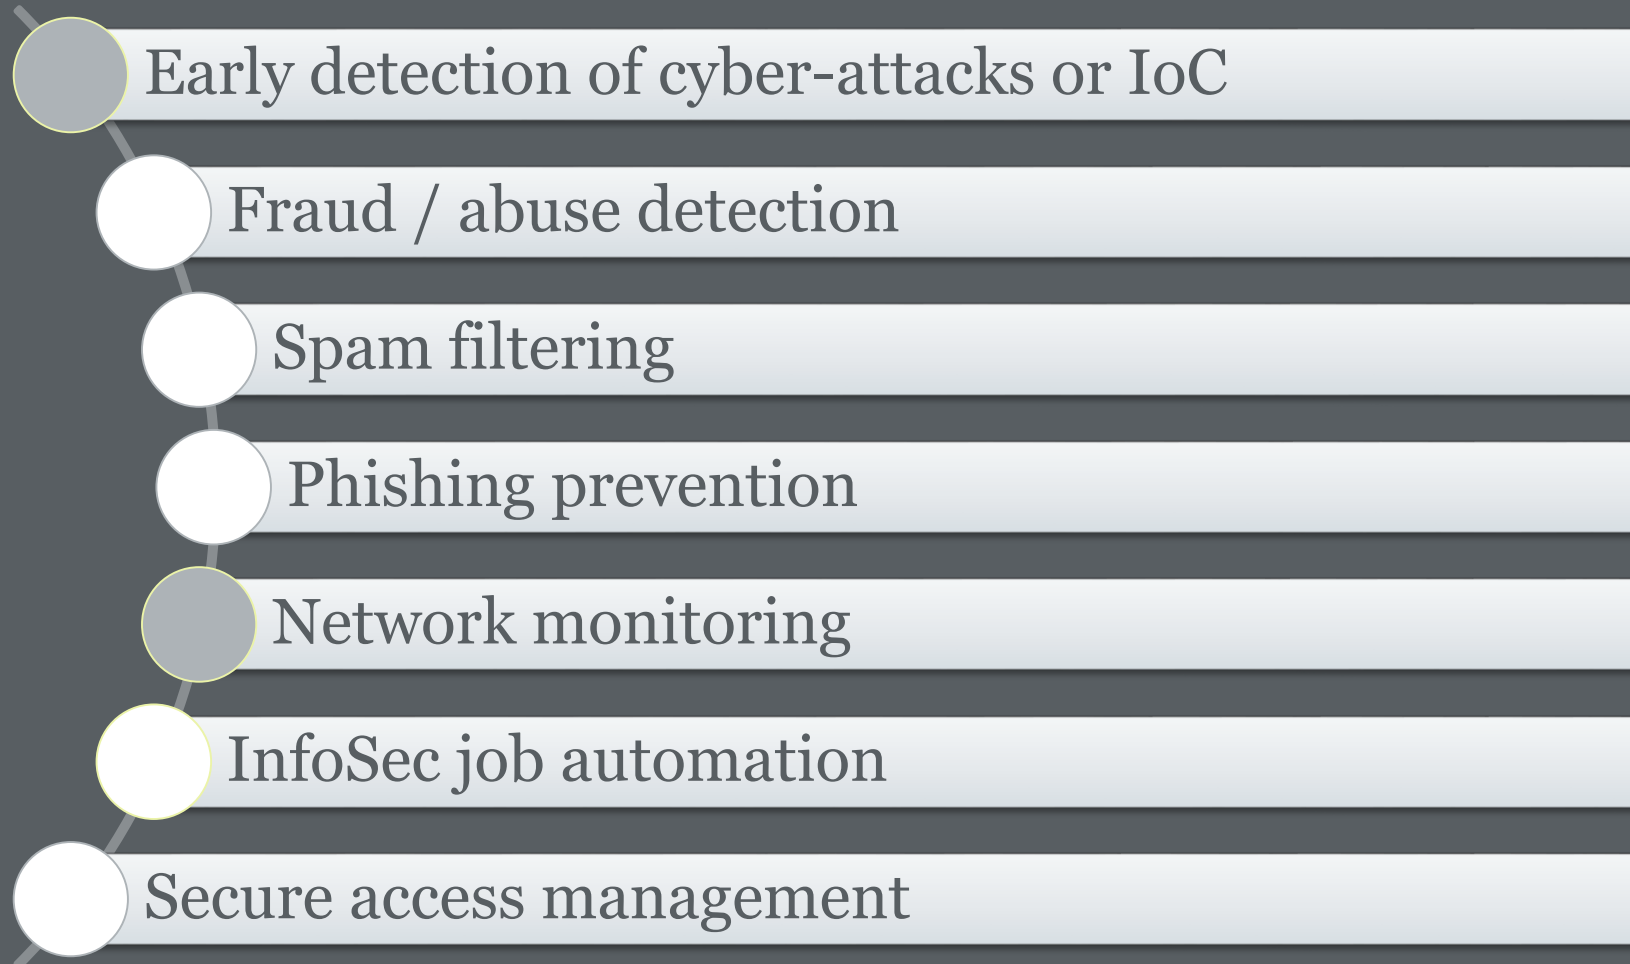 Early detection of cyber-attacks or IoC
Fraud / abuse detection
Spam filtering
Phishing prevention
Network monitoring
InfoSec job automation
Secure access management